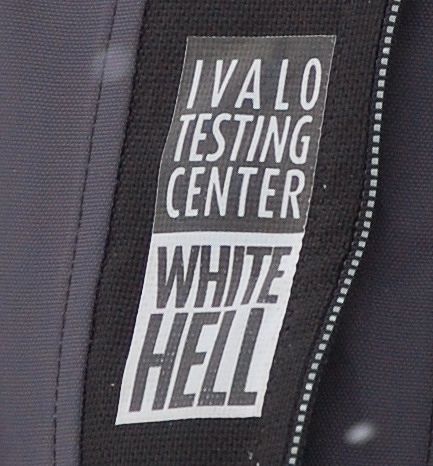 IVALO
TESTING
CENTER
WHITE
HELL